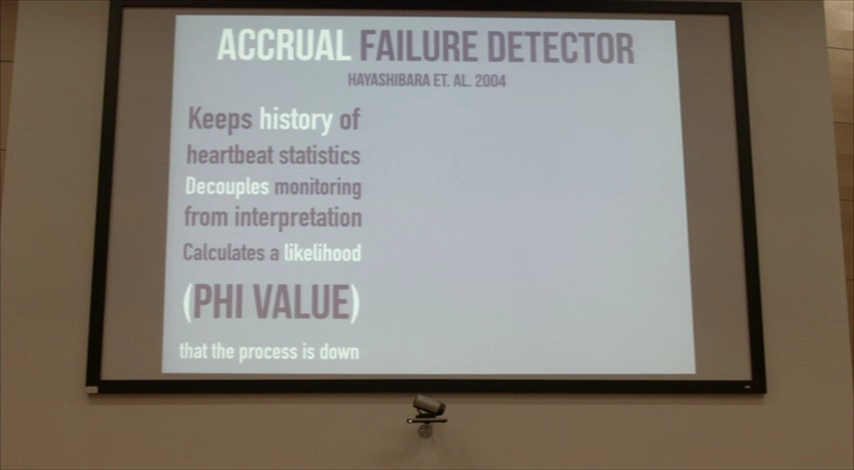 ACCRUAL FAILURE DETECTOR
HAYASHIBARA ET. AL. 2004
Keeps history of
heartbeat statistics
Decouples monitoring
from interpretation
Calculates a likelihood
(PHI VALUE)
that the process is down